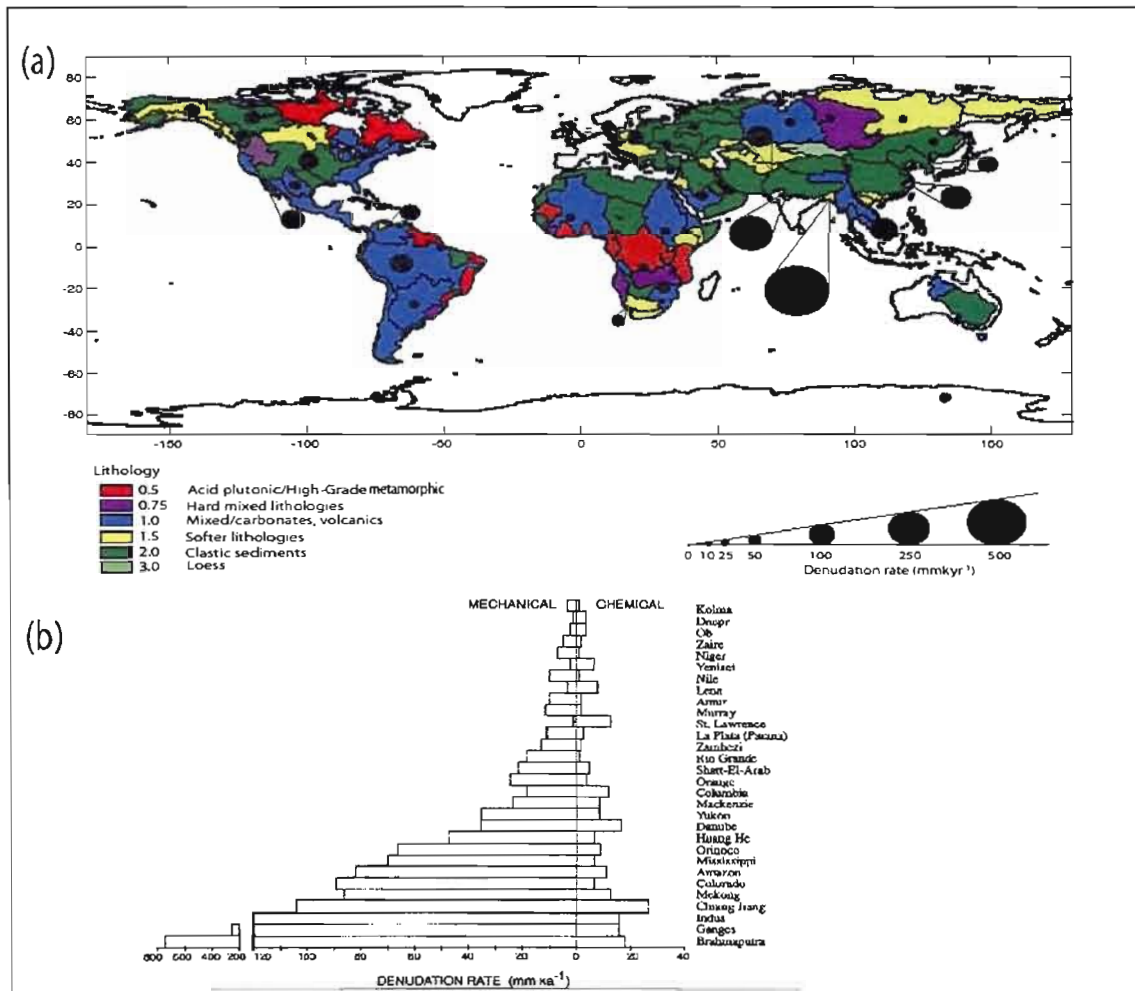 (a)
80
60
40
20
0
-20
-40
-60
-80
-150 -100 -50 0 50 100 150
Lithology
0.5 Acid plutonic/High-Grade metamorphic
0.75 Hard mixed lithologies
1.0 Mixed/carbonates, volcanics
1.5 Softer lithologies
2.0 Clastic sediments
3.0 Loess
0 10 25 50 100 250 500
Denudation rate (mmkyr⁻¹)
(b)
MECHANICAL CHEMICAL
Kolma
Dnepr
Ob
Zaire
Niger
Yenisei
Nile
Lena
Amur
Murray
St. Lawrence
La Plata (Parana)
Zambezi
Rio Grande
Shatt-El-Arab
Orange
Columbia
Mackenzie
Yukon
Danube
Huang He
Orinoco
Mississippi
Amazon
Colorado
Mekong
Chiang Jiang
Indus
Ganges
Brahmaputra
800 600 400 200 120 100 80 60 40 20 0 20 40
DENUDATION RATE (mm ka⁻¹)